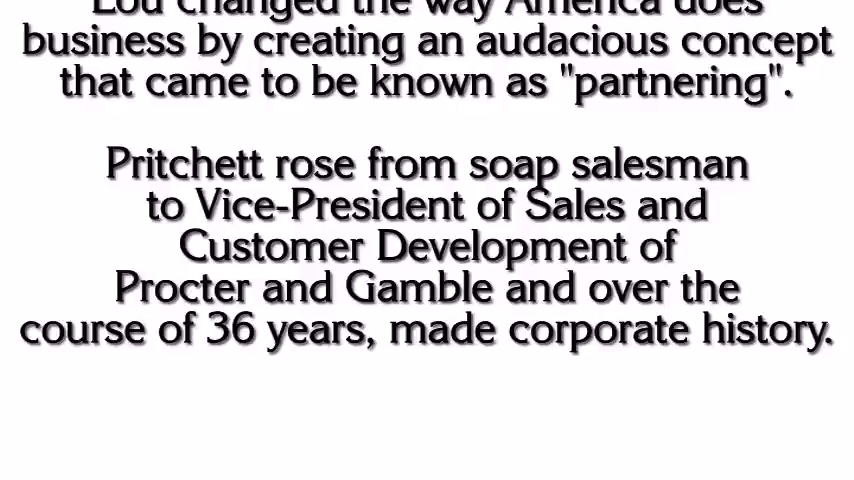 Lou changed the way America does
business by creating an audacious concept
that came to be known as "partnering".
Pritchett rose from soap salesman
to Vice-President of Sales and
Customer Development of
Procter and Gamble and over the
course of 36 years, made corporate history.